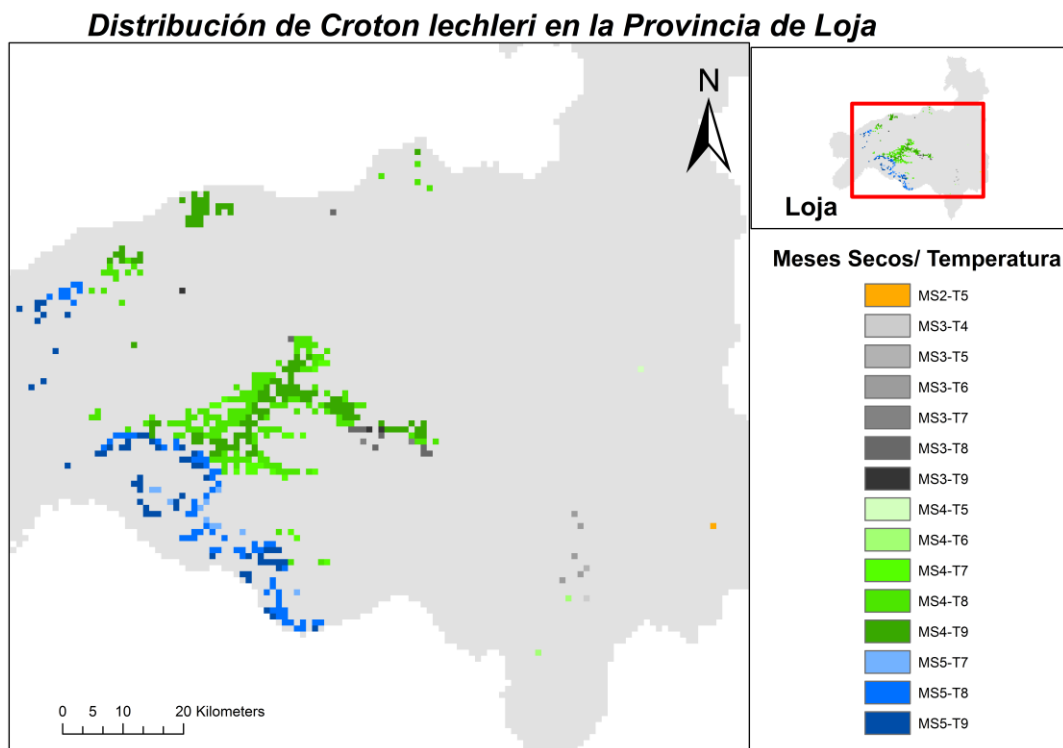 Distribución de Croton lechleri en la Provincia de Loja
N
Loja
Meses Secos/ Temperatura
MS2-T5
MS3-T4
MS3-T5
MS3-T6
MS3-T7
MS3-T8
MS3-T9
MS4-T5
MS4-T6
MS4-T7
MS4-T8
MS4-T9
MS5-T7
MS5-T8
MS5-T9
0 5 10 20 Kilometers